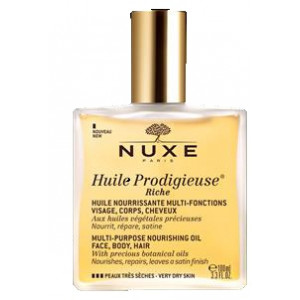 NOUVEAU
NEW
NUXE
PARIS
Huile Prodigieuse®
Riche
HUILE NOURRISSANTE MULTI-FONCTIONS
VISAGE, CORPS, CHEVEUX
Aux huiles végétales précieuses
Nourrit, répare, satine
MULTI-PURPOSE NOURISHING OIL
FACE, BODY, HAIR
With precious botanical oils
Nourishes, repairs, leaves a satin finish
PEAUX TRÈS SÈCHES - VERY DRY SKIN
100ml
3.3 FL.OZ.